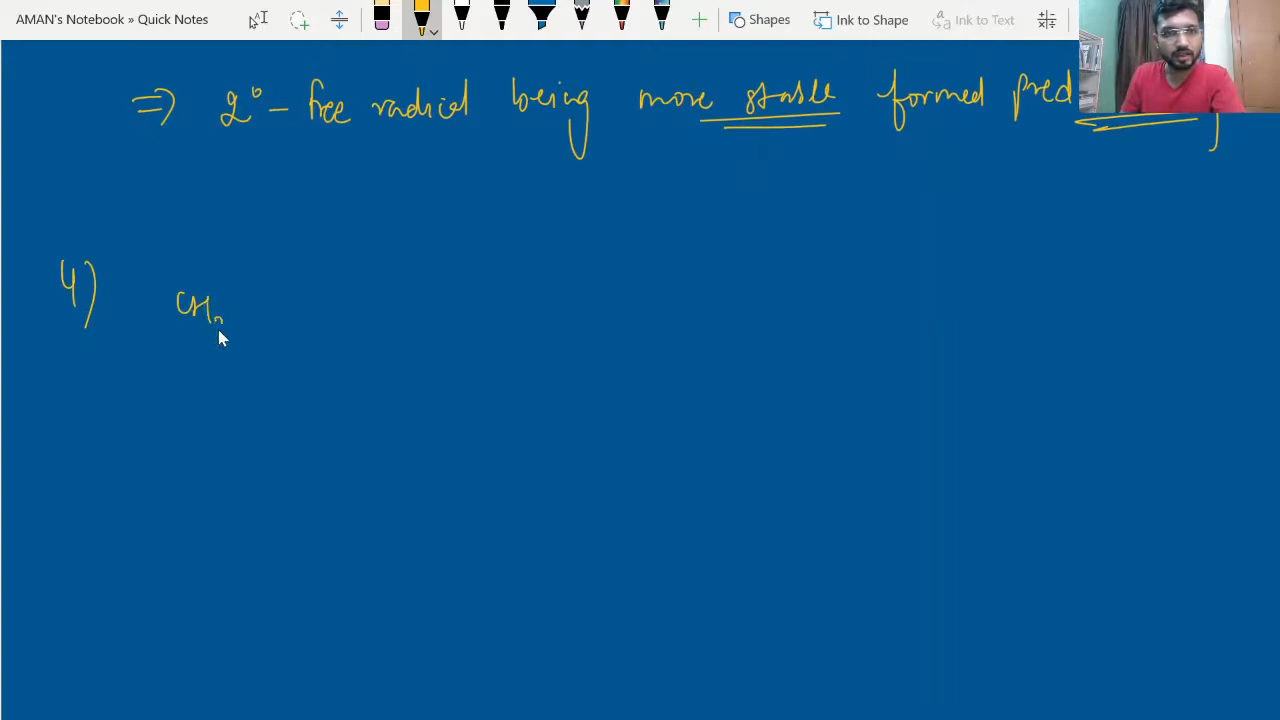 AMAN's Notebook » Quick Notes
Shapes
Ink to Shape
Ink to Text
⇒ 2° - free radical being more stable formed
4) CH